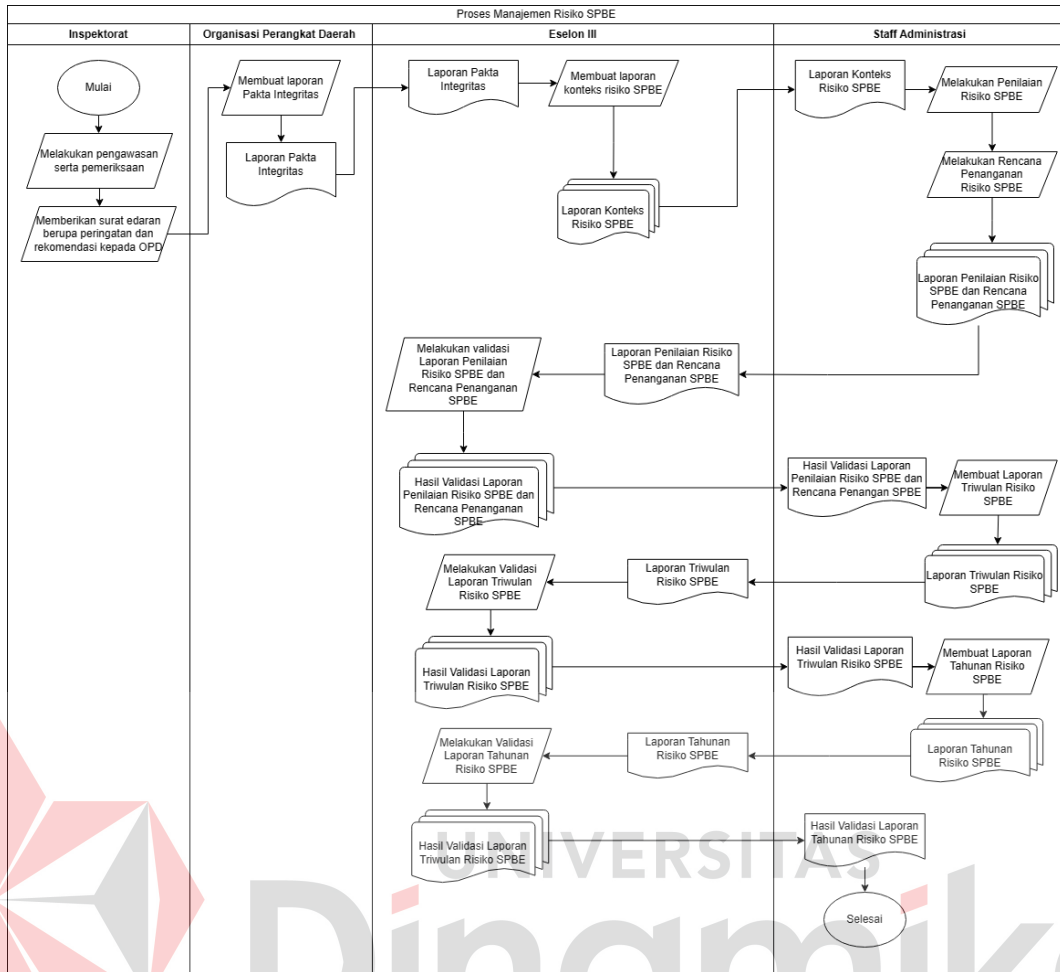 Proses Manajemen Risiko SPBE
Inspektorat
Organisasi Perangkat Daerah
Eselon III
Staff Administrasi
Mulai
Melakukan pengawasan
serta pemeriksaan
Memberikan surat edaran
berupa peringatan dan
rekomendasi kepada OPD
Membuat laporan
Pakta Integritas
Laporan Pakta
Integritas
Laporan Pakta
Integritas
Membuat laporan
konteks risiko SPBE
Laporan Konteks
Risiko SPBE
Laporan Konteks
Risiko SPBE
Melakukan Penilaian
Risiko SPBE
Melakukan Rencana
Penanganan
Risiko SPBE
Laporan Penilaian Risiko
SPBE dan Rencana
Penanganan SPBE
Laporan Penilaian Risiko
SPBE dan Rencana
Penanganan SPBE
Melakukan validasi
Laporan Penilaian
Risiko SPBE dan
Rencana Penanganan
SPBE
Hasil Validasi Laporan
Penilaian Risiko SPBE dan
Rencana Penanganan
SPBE
Hasil Validasi Laporan
Penilaian Risiko SPBE dan
Rencana Penangan SPBE
Membuat Laporan
Triwulan Risiko
SPBE
Laporan Triwulan Risiko
SPBE
Laporan Triwulan
Risiko SPBE
Melakukan Validasi
Laporan Triwulan
Risiko SPBE
Hasil Validasi Laporan
Triwulan Risiko SPBE
Hasil Validasi Laporan
Triwulan Risiko SPBE
Membuat Laporan
Tahunan Risiko
SPBE
Laporan Tahunan
Risiko SPBE
Laporan Tahunan
Risiko SPBE
Melakukan Validasi
Laporan Tahunan
Risiko SPBE
Hasil Validasi Laporan
Triwulan Risiko SPBE
Hasil Validasi Laporan
Tahunan Risiko SPBE
Selesai
UNIVERSITAS
Dinamik